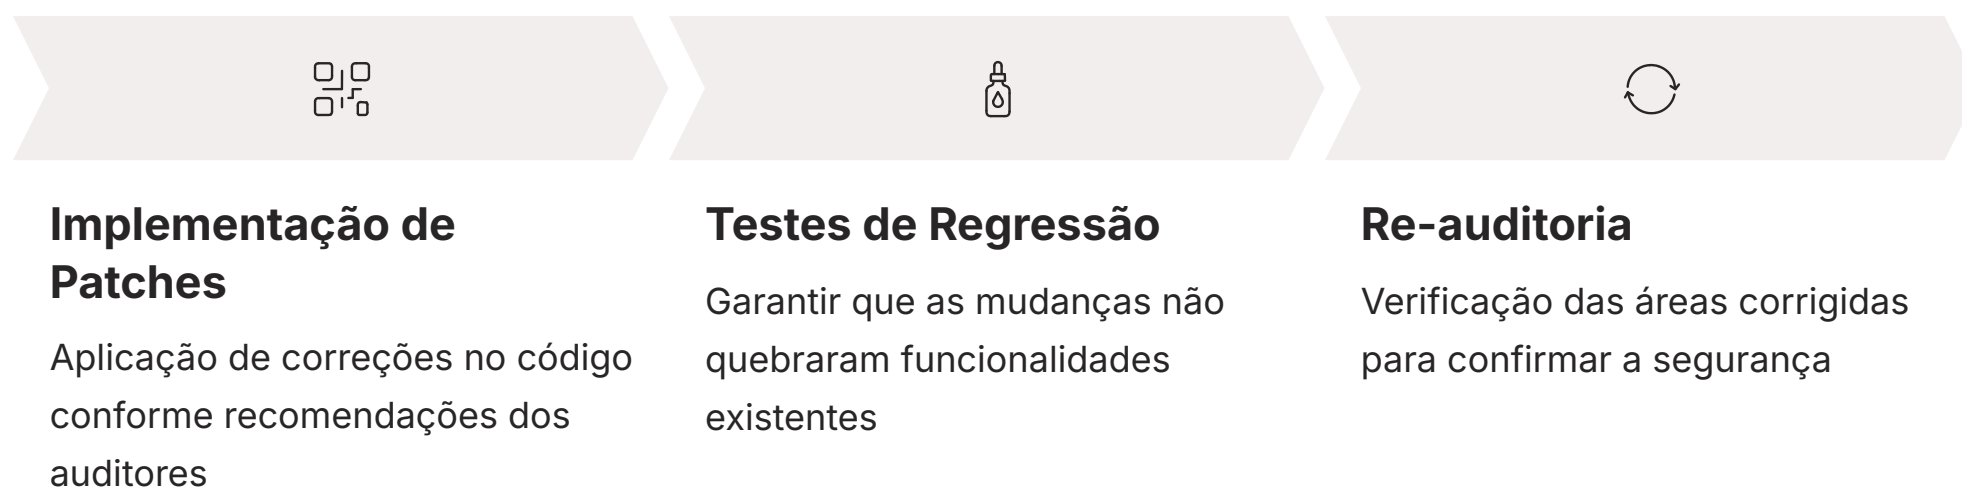 Implementação de
Patches
Aplicação de correções no código
conforme recomendações dos
auditores
Testes de Regressão
Garantir que as mudanças não
quebraram funcionalidades
existentes
Re-auditoria
Verificação das áreas corrigidas
para confirmar a segurança